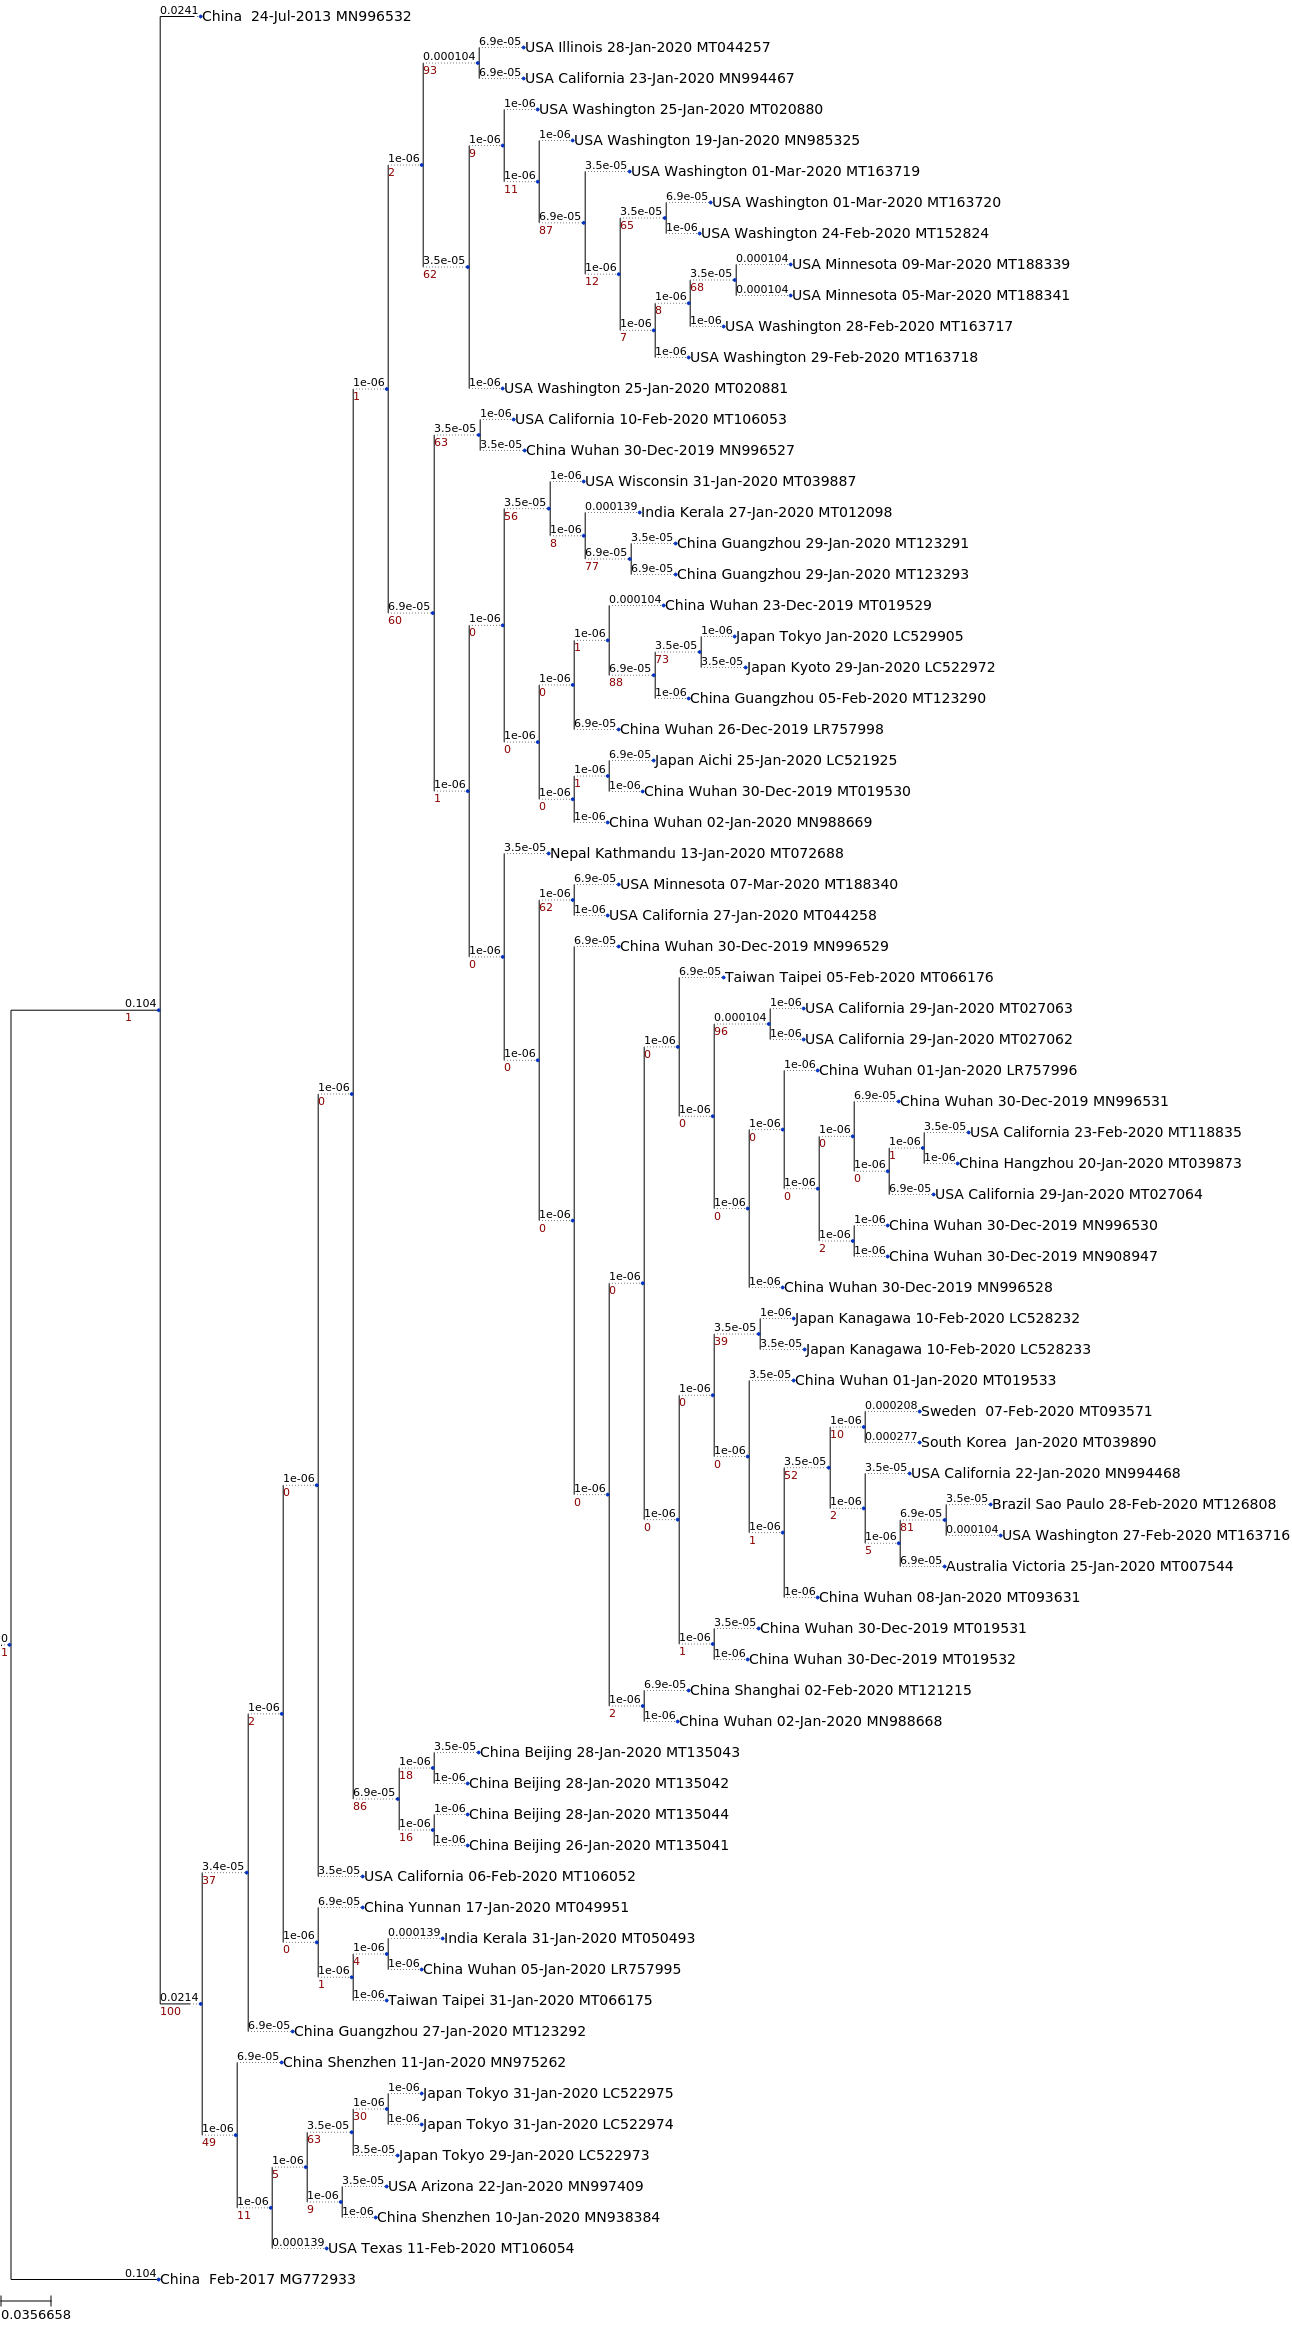 0.0241 China  24-Jul-2013 MN996532
6.9e-05 USA Illinois 28-Jan-2020 MT044257
0.000104
93
6.9e-05 USA California 23-Jan-2020 MN994467
1e-06 USA Washington 25-Jan-2020 MT020880
1e-06 USA Washington 19-Jan-2020 MN985325
1e-06
9
1e-06
2
3.5e-05 USA Washington 01-Mar-2020 MT163719
1e-06
11
6.9e-05 USA Washington 01-Mar-2020 MT163720
3.5e-05
65
6.9e-05
87
1e-06 USA Washington 24-Feb-2020 MT152824
3.5e-05
62
0.000104 USA Minnesota 09-Mar-2020 MT188339
1e-06
12
3.5e-05
68
0.000104 USA Minnesota 05-Mar-2020 MT188341
1e-06
8
1e-06 USA Washington 28-Feb-2020 MT163717
1e-06
7
1e-06 USA Washington 29-Feb-2020 MT163718
1e-06
1
1e-06 USA Washington 25-Jan-2020 MT020881
1e-06 USA California 10-Feb-2020 MT106053
3.5e-05
63
3.5e-05 China Wuhan 30-Dec-2019 MN996527
1e-06 USA Wisconsin 31-Jan-2020 MT039887
3.5e-05
56
0.000139 India Kerala 27-Jan-2020 MT012098
1e-06
8
3.5e-05 China Guangzhou 29-Jan-2020 MT123291
6.9e-05
77
6.9e-05 China Guangzhou 29-Jan-2020 MT123293
6.9e-05
60
0.000104 China Wuhan 23-Dec-2019 MT019529
1e-06
0
1e-06
1
1e-06 Japan Tokyo Jan-2020 LC529905
3.5e-05
73
3.5e-05 Japan Kyoto 29-Jan-2020 LC522972
6.9e-05
88
1e-06
0
1e-06 China Guangzhou 05-Feb-2020 MT123290
6.9e-05 China Wuhan 26-Dec-2019 LR757998
1e-06
0
6.9e-05 Japan Aichi 25-Jan-2020 LC521925
1e-06
1
1e-06 China Wuhan 30-Dec-2019 MT019530
1e-06
1
1e-06
0
1e-06 China Wuhan 02-Jan-2020 MN988669
3.5e-05 Nepal Kathmandu 13-Jan-2020 MT072688
6.9e-05 USA Minnesota 07-Mar-2020 MT188340
1e-06
62
1e-06 USA California 27-Jan-2020 MT044258
6.9e-05 China Wuhan 30-Dec-2019 MN996529
1e-06
0
6.9e-05 Taiwan Taipei 05-Feb-2020 MT066176
0.104
1
1e-06 USA California 29-Jan-2020 MT027063
0.000104
96
1e-06 USA California 29-Jan-2020 MT027062
1e-06
0
1e-06
0
1e-06 China Wuhan 01-Jan-2020 LR757996
1e-06
0
6.9e-05 China Wuhan 30-Dec-2019 MN996531
1e-06
0
1e-06
0
3.5e-05 USA California 23-Feb-2020 MT118835
1e-06
0
1e-06
1
1e-06 China Hangzhou 20-Jan-2020 MT039873
1e-06
0
1e-06
0
6.9e-05 USA California 29-Jan-2020 MT027064
1e-06
0
1e-06
0
1e-06 China Wuhan 30-Dec-2019 MN996530
1e-06
2
1e-06 China Wuhan 30-Dec-2019 MN908947
1e-06
0
1e-06 China Wuhan 30-Dec-2019 MN996528
1e-06 Japan Kanagawa 10-Feb-2020 LC528232
3.5e-05
39
3.5e-05 Japan Kanagawa 10-Feb-2020 LC528233
3.5e-05 China Wuhan 01-Jan-2020 MT019533
1e-06
0
0.000208 Sweden  07-Feb-2020 MT093571
1e-06
10
0.000277 South Korea  Jan-2020 MT039890
1e-06
0
3.5e-05
52
3.5e-05 USA California 22-Jan-2020 MN994468
1e-06
0
1e-06
0
3.5e-05 Brazil Sao Paulo 28-Feb-2020 MT126808
1e-06
2
6.9e-05
81
1e-06
0
1e-06
1
0.000104 USA Washington 27-Feb-2020 MT163716
1e-06
5
6.9e-05 Australia Victoria 25-Jan-2020 MT007544
1e-06 China Wuhan 08-Jan-2020 MT093631
3.5e-05 China Wuhan 30-Dec-2019 MT019531
0
1
1e-06
1
1e-06 China Wuhan 30-Dec-2019 MT019532
6.9e-05 China Shanghai 02-Feb-2020 MT121215
1e-06
2
1e-06
2
1e-06 China Wuhan 02-Jan-2020 MN988668
3.5e-05 China Beijing 28-Jan-2020 MT135043
1e-06
18
1e-06 China Beijing 28-Jan-2020 MT135042
6.9e-05
86
1e-06 China Beijing 28-Jan-2020 MT135044
1e-06
16
1e-06 China Beijing 26-Jan-2020 MT135041
3.4e-05
37
3.5e-05 USA California 06-Feb-2020 MT106052
6.9e-05 China Yunnan 17-Jan-2020 MT049951
1e-06
0
0.000139 India Kerala 31-Jan-2020 MT050493
1e-06
4
1e-06 China Wuhan 05-Jan-2020 LR757995
1e-06
1
1e-06 Taiwan Taipei 31-Jan-2020 MT066175
0.0214
100
6.9e-05 China Guangzhou 27-Jan-2020 MT123292
6.9e-05 China Shenzhen 11-Jan-2020 MN975262
1e-06 Japan Tokyo 31-Jan-2020 LC522975
1e-06
30
1e-06 Japan Tokyo 31-Jan-2020 LC522974
3.5e-05
63
1e-06
49
3.5e-05 Japan Tokyo 29-Jan-2020 LC522973
1e-06
5
3.5e-05 USA Arizona 22-Jan-2020 MN997409
1e-06
9
1e-06
11
1e-06 China Shenzhen 10-Jan-2020 MN938384
0.000139 USA Texas 11-Feb-2020 MT106054
0.104 China  Feb-2017 MG772933
0.0356658